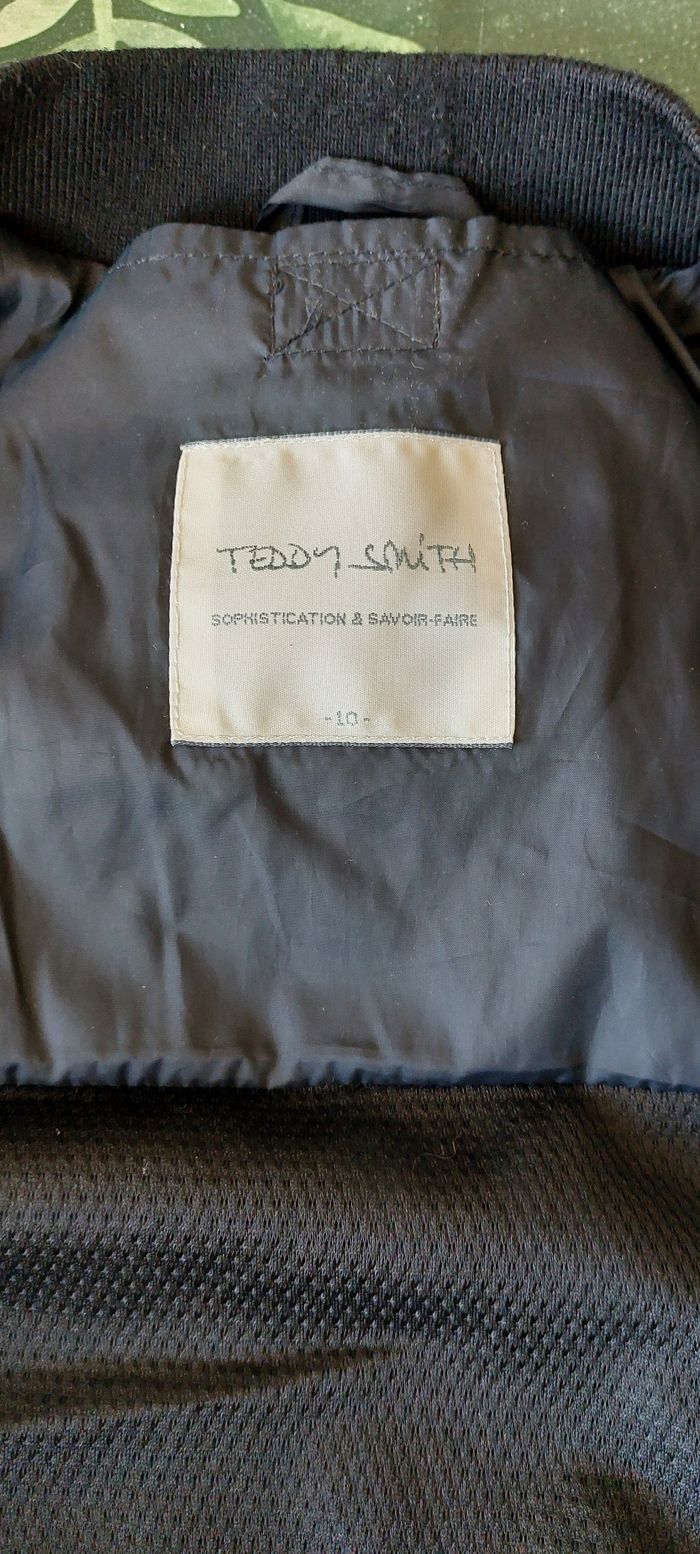 TEDDY SMiTH
SOPHISTICATION & SAVOIR-FAIRE
-10-